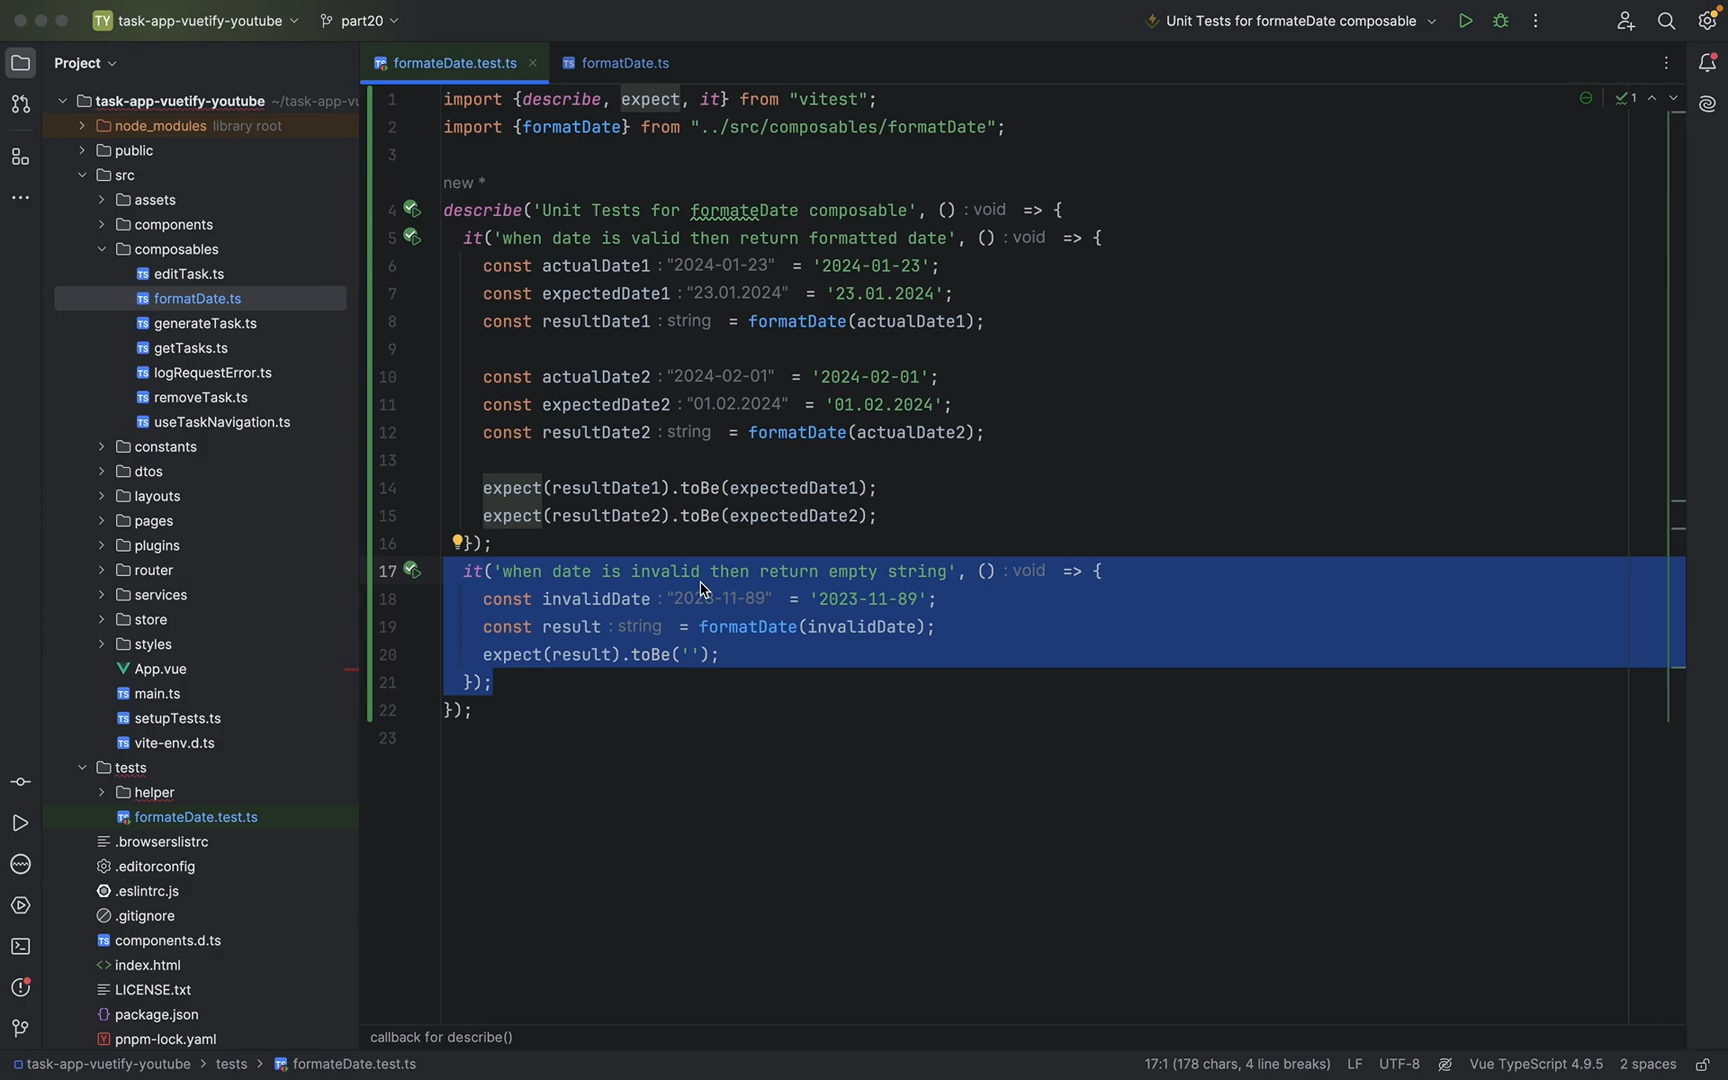 TY task-app-vuetify-youtube part20
Unit Tests for formateDate composable
Project
formateDate.test.ts formatDate.ts
task-app-vuetify-youtube ~/task-app-vu
node_modules library root
public
src
assets
components
composables
editTask.ts
formatDate.ts
generateTask.ts
getTasks.ts
logRequestError.ts
removeTask.ts
useTaskNavigation.ts
constants
dtos
layouts
pages
plugins
router
services
store
styles
App.vue
main.ts
setupTests.ts
vite-env.d.ts
tests
helper
formateDate.test.ts
.browserslistrc
.editorconfig
.eslintrc.js
.gitignore
components.d.ts
index.html
LICENSE.txt
package.json
pnpm-lock.yaml
1 import {describe, expect, it} from "vitest";
1
2 import {formatDate} from "../src/composables/formatDate";
3
new *
4 describe('Unit Tests for formateDate composable', () : void => {
5 it('when date is valid then return formatted date', () : void => {
6 const actualDate1 : "2024-01-23" = '2024-01-23';
7 const expectedDate1 : "23.01.2024" = '23.01.2024';
8 const resultDate1 : string = formatDate(actualDate1);
9
10 const actualDate2 : "2024-02-01" = '2024-02-01';
11 const expectedDate2 : "01.02.2024" = '01.02.2024';
12 const resultDate2 : string = formatDate(actualDate2);
13
14 expect(resultDate1).toBe(expectedDate1);
15 expect(resultDate2).toBe(expectedDate2);
16 });
17 it('when date is invalid then return empty string', () : void => {
18 const invalidDate : "2023-11-89" = '2023-11-89';
19 const result : string = formatDate(invalidDate);
20 expect(result).toBe('');
21 });
22 });
23
callback for describe()
task-app-vuetify-youtube > tests > formateDate.test.ts
17:1 (178 chars, 4 line breaks) LF UTF-8 Vue TypeScript 4.9.5 2 spaces